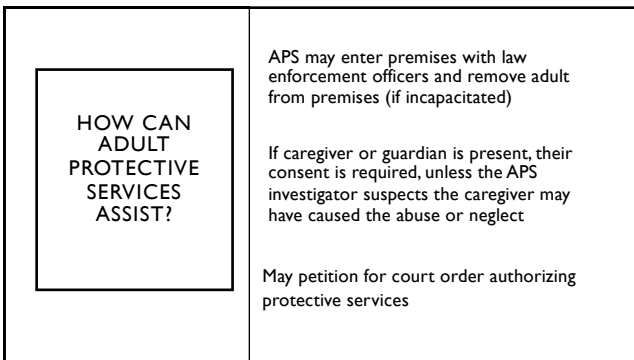 HOW CAN
ADULT
PROTECTIVE
SERVICES
ASSIST?
APS may enter premises with law
enforcement officers and remove adult
from premises (if incapacitated)
If caregiver or guardian is present, their
consent is required, unless the APS
investigator suspects the caregiver may
have caused the abuse or neglect
May petition for court order authorizing
protective services